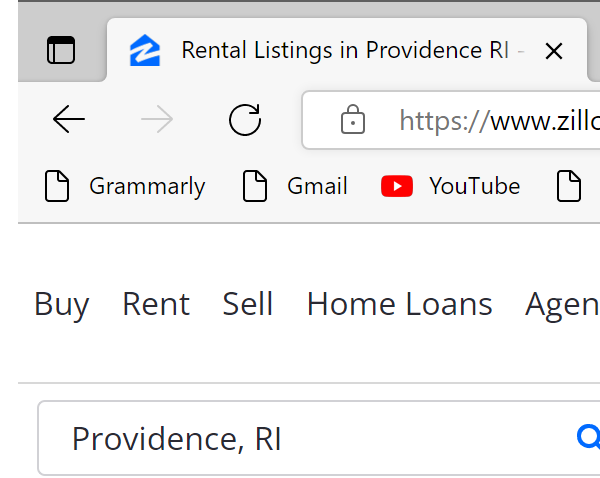 Rental Listings in Providence RI -
https://www.zillo
Grammarly Gmail YouTube
Buy Rent Sell Home Loans Agen
Providence, RI